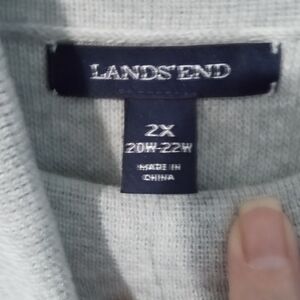 LANDS' END
2X
20W-22W
MADE IN
CHINA